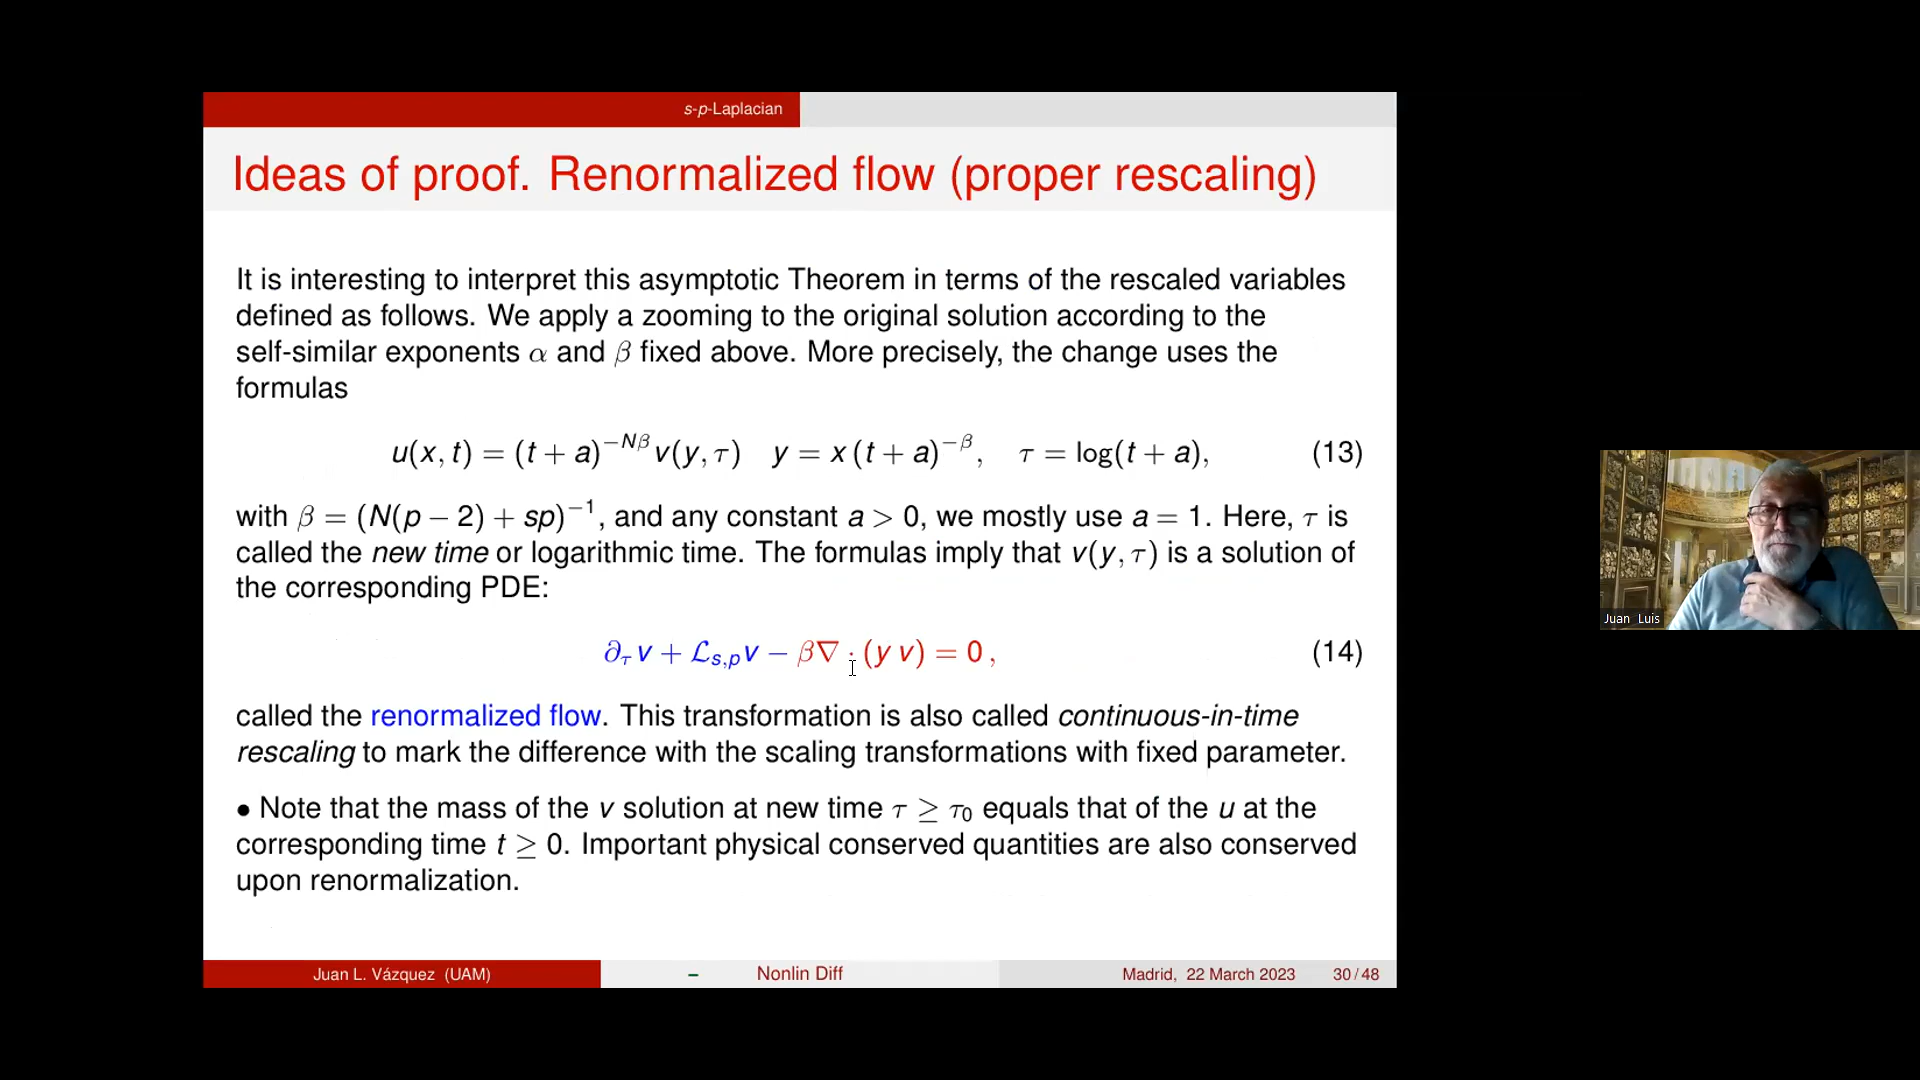 s-p-Laplacian
Ideas of proof. Renormalized flow (proper rescaling)
It is interesting to interpret this asymptotic Theorem in terms of the rescaled variables
defined as follows. We apply a zooming to the original solution according to the
self-similar exponents α and β fixed above. More precisely, the change uses the
formulas
u(x, t) = (t + a)^{−Nβ} v(y, τ) y = x (t + a)^{−β}, τ = log(t + a), (13)
with β = (N(p − 2) + sp)^{−1}, and any constant a > 0, we mostly use a = 1. Here, τ is
called the new time or logarithmic time. The formulas imply that v(y, τ) is a solution of
the corresponding PDE:
∂_τ v + ℒ_{s,p} v − β∇ · (y v) = 0 , (14)
called the renormalized flow. This transformation is also called continuous-in-time
rescaling to mark the difference with the scaling transformations with fixed parameter.
• Note that the mass of the v solution at new time τ ≥ τ₀ equals that of the u at the
corresponding time t ≥ 0. Important physical conserved quantities are also conserved
upon renormalization.
Juan Luis
Juan L. Vázquez (UAM) – Nonlin Diff Madrid, 22 March 2023 30 / 48